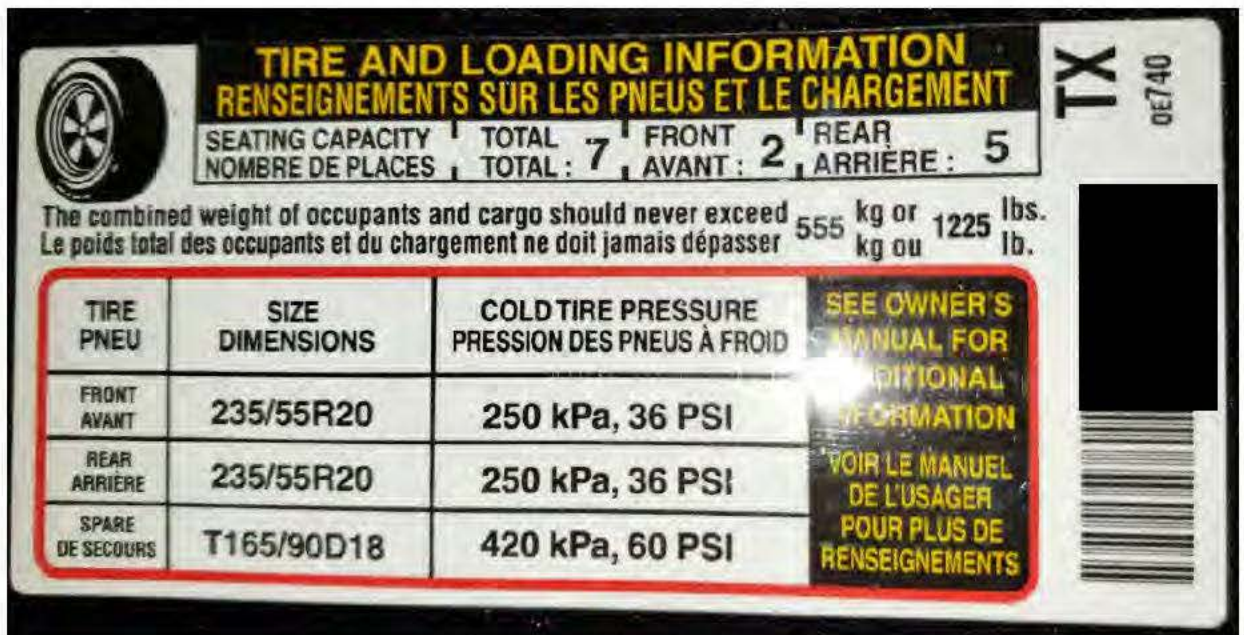 TIRE AND LOADING INFORMATION
RENSEIGNEMENTS SUR LES PNEUS ET LE CHARGEMENT
SEATING CAPACITY TOTAL 7 FRONT 2 REAR 5
NOMBRE DE PLACES TOTAL : AVANT : ARRIÈRE :
The combined weight of occupants and cargo should never exceed 555 kg or 1225 lbs.
Le poids total des occupants et du chargement ne doit jamais dépasser kg ou lb.
TIRE SIZE COLD TIRE PRESSURE
PNEU DIMENSIONS PRESSION DES PNEUS À FROID
FRONT
AVANT 235/55R20 250 kPa, 36 PSI
REAR
ARRIÈRE 235/55R20 250 kPa, 36 PSI
SPARE
DE SECOURS T165/90D18 420 kPa, 60 PSI
SEE OWNER'S
MANUAL FOR
ADDITIONAL
INFORMATION
VOIR LE MANUEL
DE L'USAGER
POUR PLUS DE
RENSEIGNEMENTS
TX
0E740